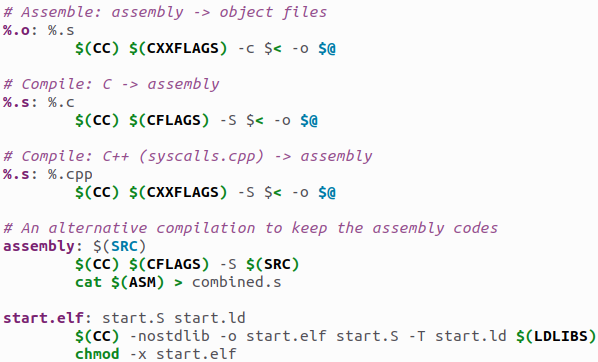 # Assemble: assembly -> object files
%.o: %.s
        $(CC) $(CXXFLAGS) -c $< -o $@

# Compile: C -> assembly
%.s: %.c
        $(CC) $(CFLAGS) -S $< -o $@

# Compile: C++ (syscalls.cpp) -> assembly
%.s: %.cpp
        $(CC) $(CXXFLAGS) -S $< -o $@

# An alternative compilation to keep the assembly codes
assembly: $(SRC)
        $(CC) $(CFLAGS) -S $(SRC)
        cat $(ASM) > combined.s

start.elf: start.S start.ld
        $(CC) -nostdlib -o start.elf start.S -T start.ld $(LDLIBS)
        chmod -x start.elf